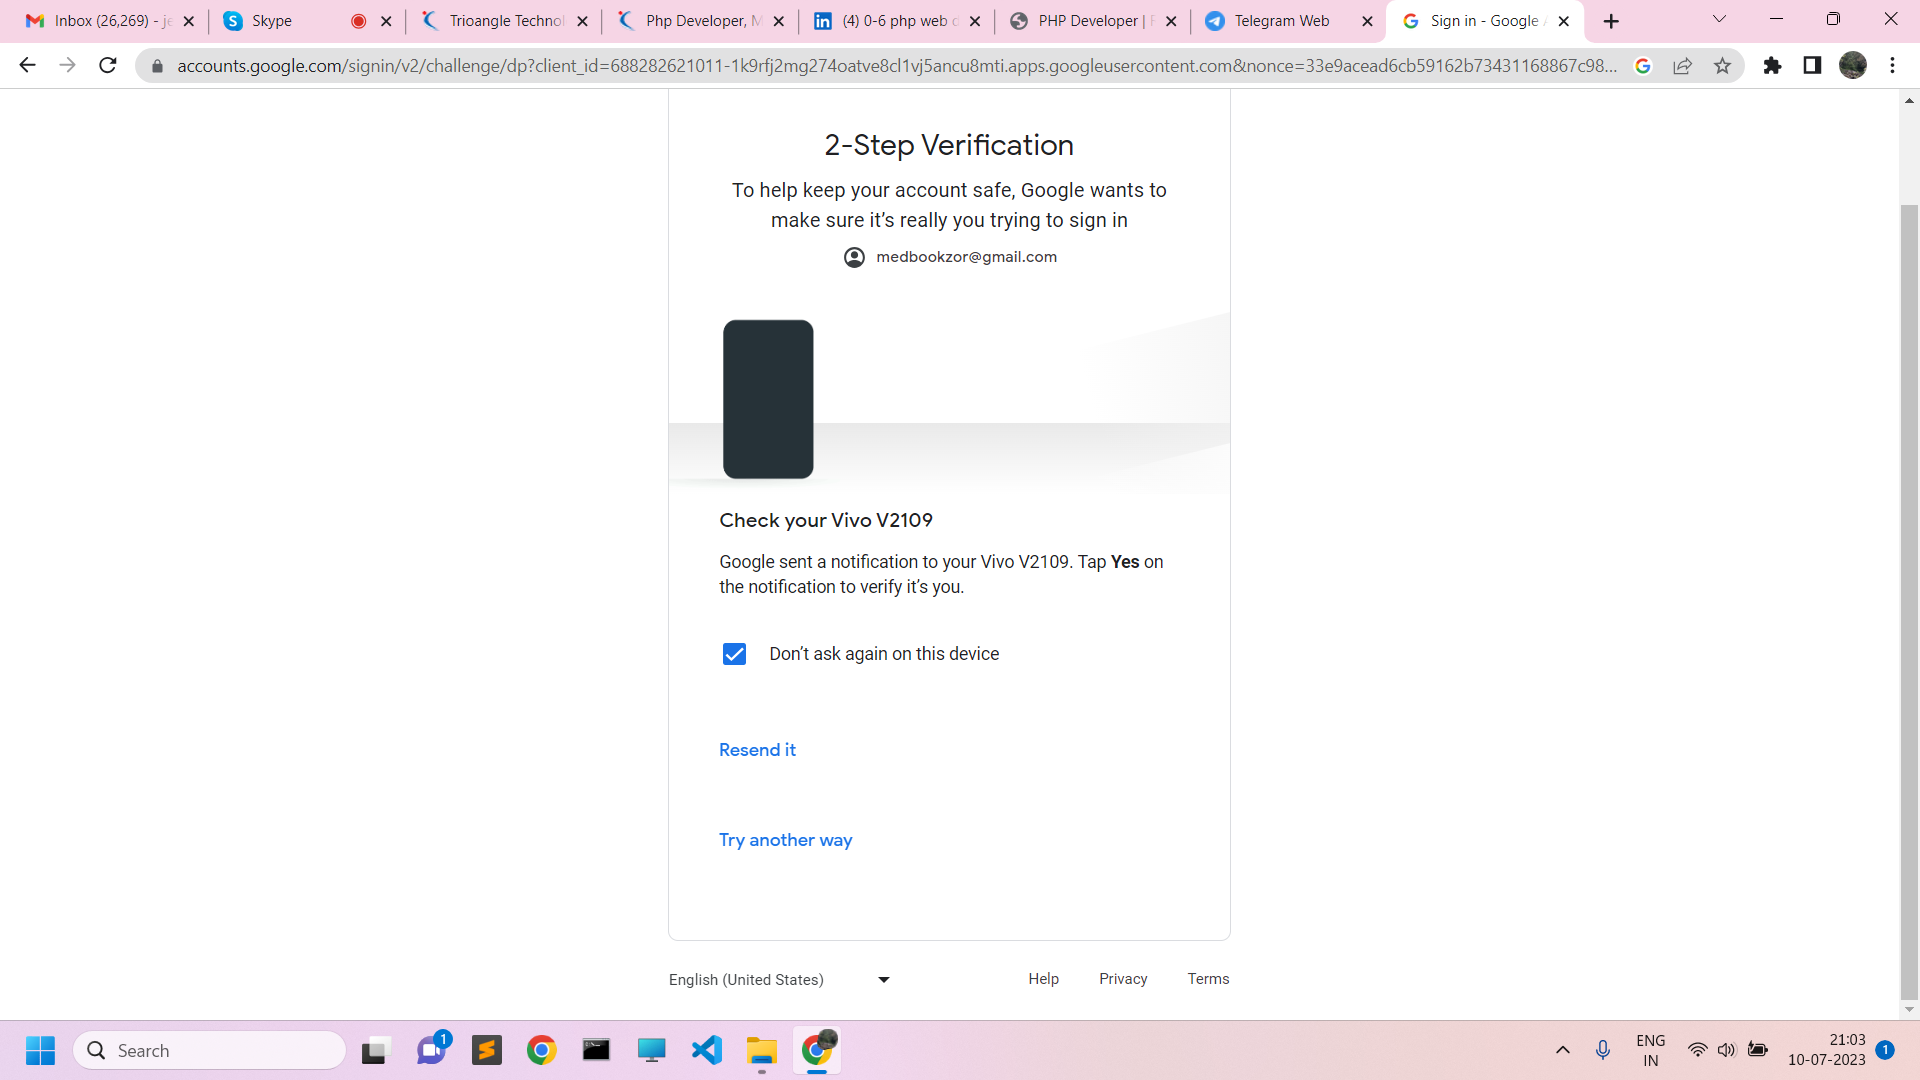 Inbox (26,269) - je
Skype
Trioangle Technol
Php Developer, M
(4) 0-6 php web d
PHP Developer |
Telegram Web
Sign in - Google A
accounts.google.com/signin/v2/challenge/dp?client_id=688282621011-1k9rfj2mg274oatve8cl1vj5ancu8mti.apps.googleusercontent.com&nonce=33e9acead6cb59162b73431168867c98...
2-Step Verification
To help keep your account safe, Google wants to
make sure it’s really you trying to sign in
medbookzor@gmail.com
Check your Vivo V2109
Google sent a notification to your Vivo V2109. Tap Yes on
the notification to verify it’s you.
Don’t ask again on this device
Resend it
Try another way
English (United States)
Help
Privacy
Terms
Search
1
ENG
IN
21:03
10-07-2023
1